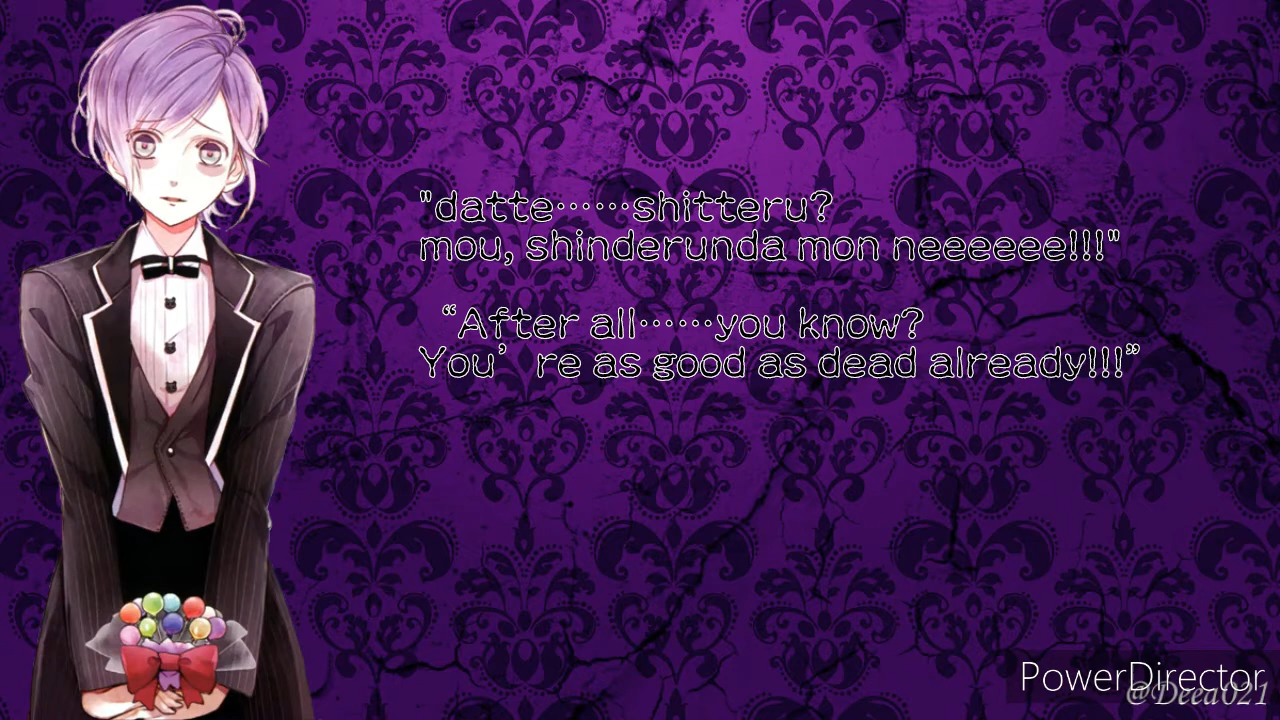 "datte……shitteru?
mou, shinderunda mon neeeeee!!!"
“After all……you know?
You’re as good as dead already!!!”
PowerDirector
@Deea021